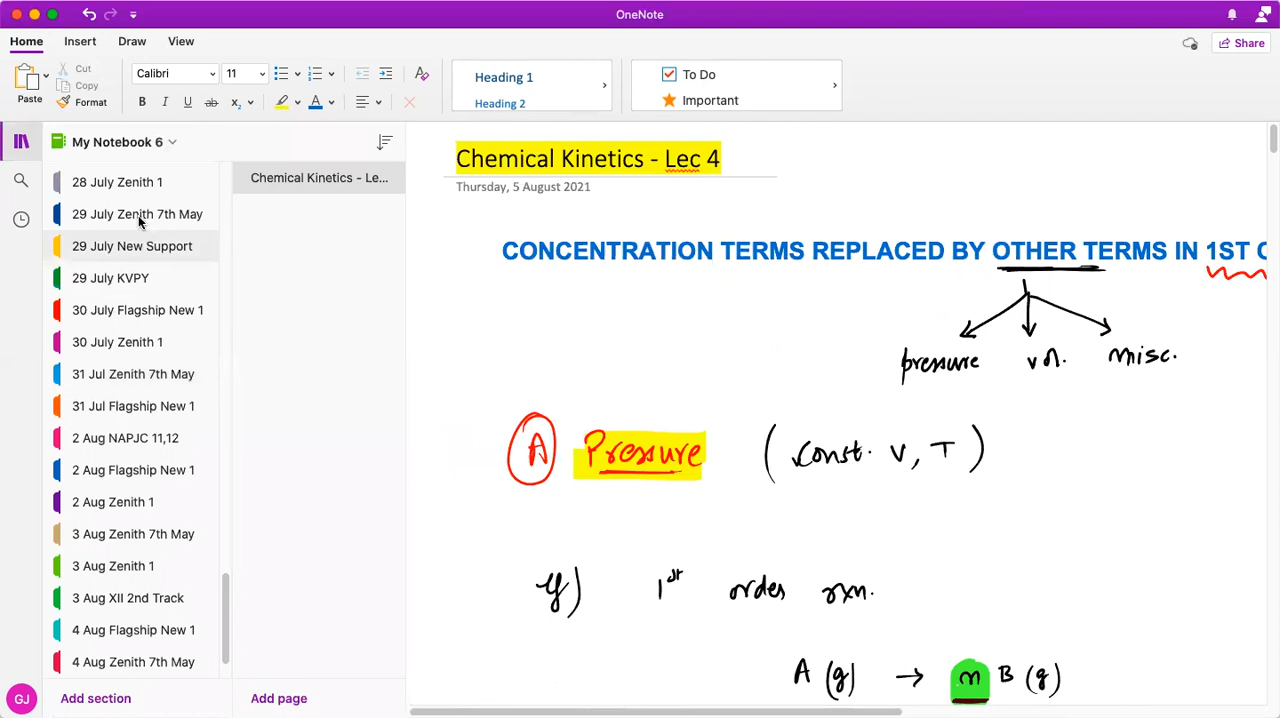 OneNote
Home Insert Draw View
Share
Paste
Cut
Copy
Format
Calibri 11
B I U ab x₂ A
Heading 1
Heading 2
To Do
Important
My Notebook 6
28 July Zenith 1
29 July Zenith 7th May
29 July New Support
29 July KVPY
30 July Flagship New 1
30 July Zenith 1
31 Jul Zenith 7th May
31 Jul Flagship New 1
2 Aug NAPJC 11,12
2 Aug Flagship New 1
2 Aug Zenith 1
3 Aug Zenith 7th May
3 Aug Zenith 1
3 Aug XII 2nd Track
4 Aug Flagship New 1
4 Aug Zenith 7th May
GJ
Add section
Chemical Kinetics - Le...
Add page
Chemical Kinetics - Lec 4
Thursday, 5 August 2021
CONCENTRATION TERMS REPLACED BY OTHER TERMS IN 1ST
pressure vol. misc.
A Pressure (const. V, T)
1st order rxn.
A (g) → n B (g)